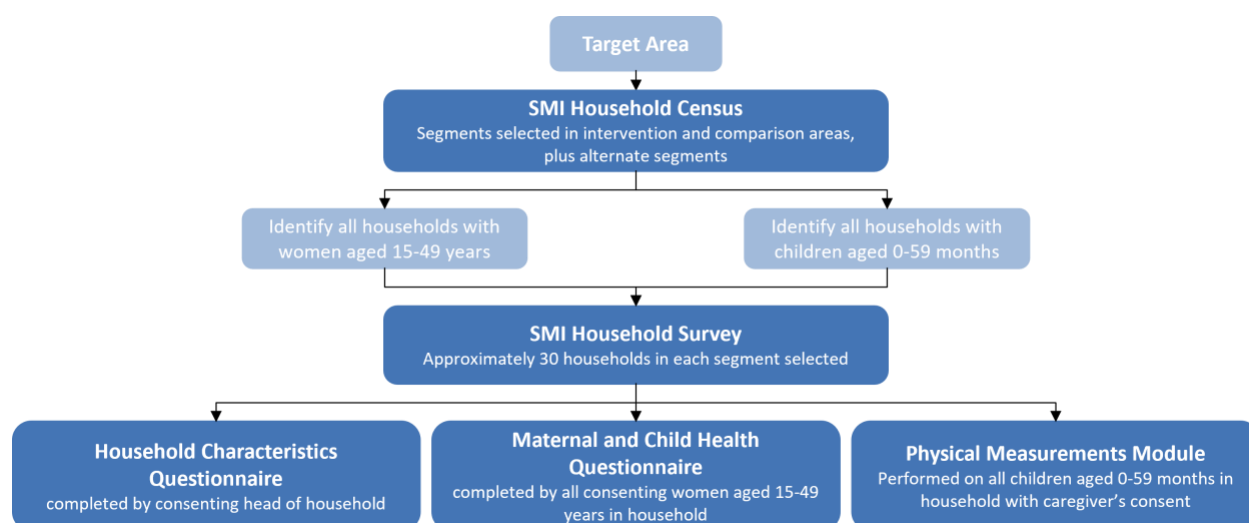 Target Area
SMI Household Census
Segments selected in intervention and comparison areas,
plus alternate segments
Identify all households with
women aged 15-49 years
Identify all households with
children aged 0-59 months
SMI Household Survey
Approximately 30 households in each segment selected
Household Characteristics
Questionnaire
completed by consenting head of household
Maternal and Child Health
Questionnaire
completed by all consenting women aged 15-49
years in household
Physical Measurements Module
Performed on all children aged 0-59 months in
household with caregiver’s consent